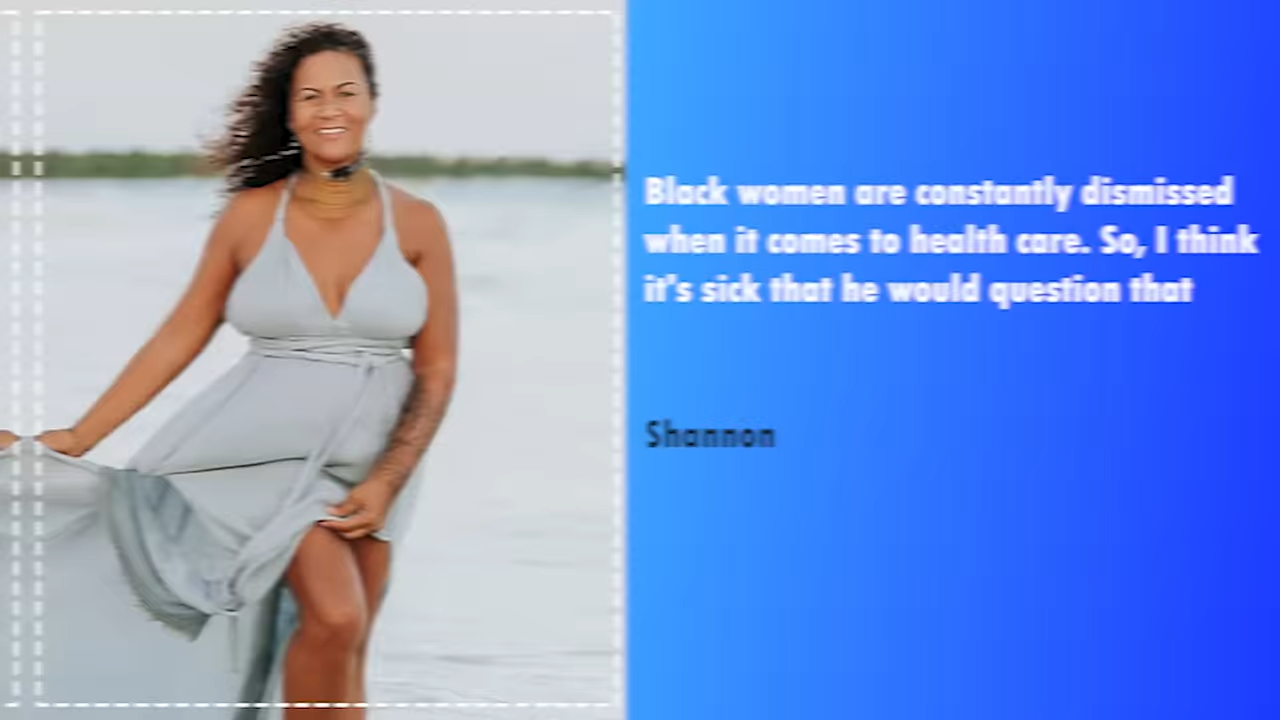 Black women are constantly dismissed
when it comes to health care. So, I think
it's sick that he would question that
Shannon